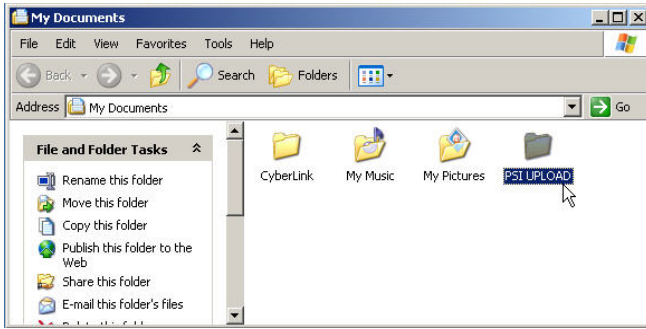 My Documents
File Edit View Favorites Tools Help
Back Search Folders
Address My Documents Go
File and Folder Tasks
CyberLink My Music My Pictures PSI UPLOAD
Rename this folder
Move this folder
Copy this folder
Publish this folder to the
Web
Share this folder
E-mail this folder's files